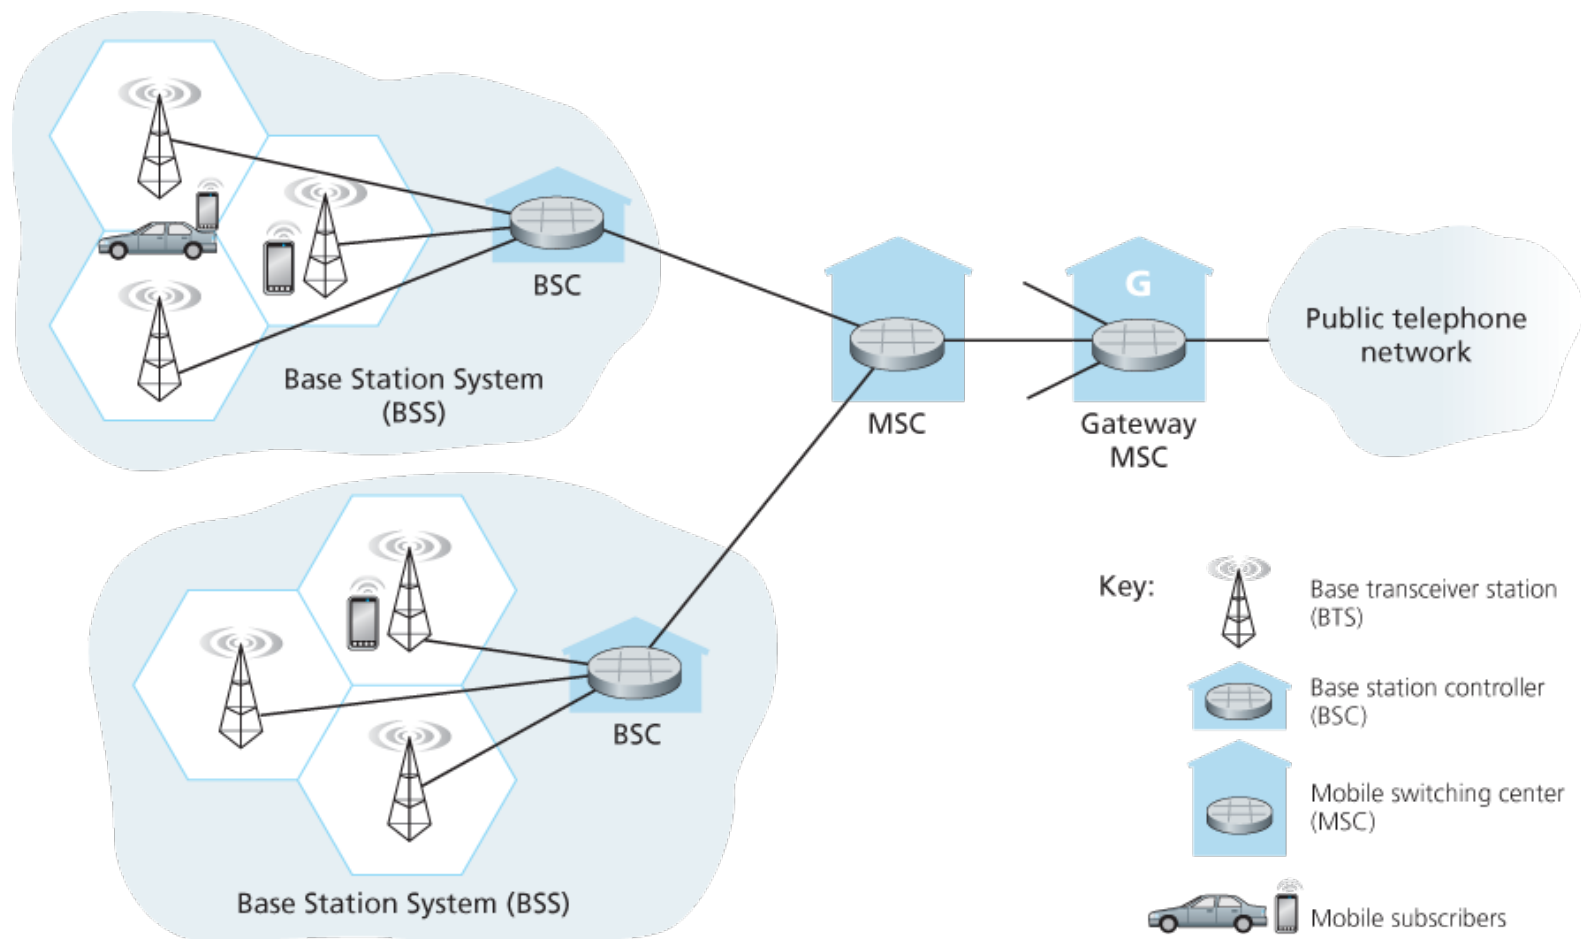 BSC
Base Station System
(BSS)
MSC
G
Gateway
MSC
Public telephone
network
BSC
Base Station System (BSS)
Key:
Base transceiver station
(BTS)
Base station controller
(BSC)
Mobile switching center
(MSC)
Mobile subscribers